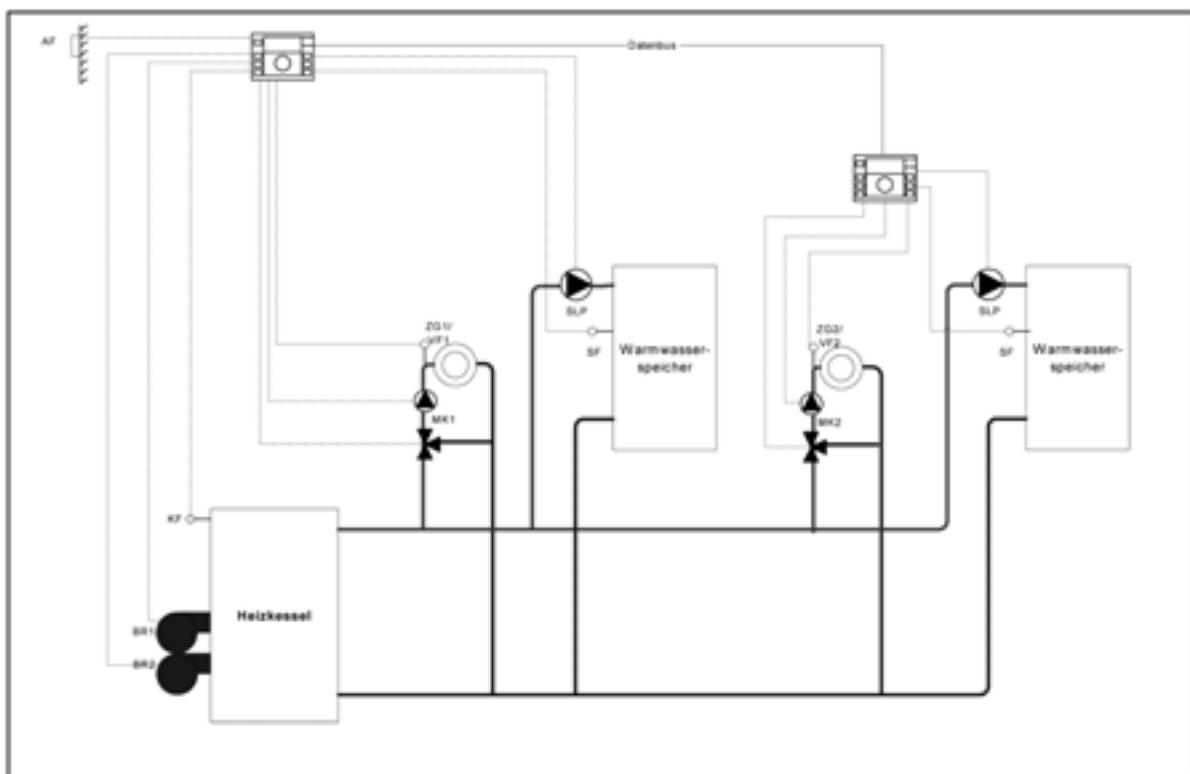 AF
Datenbus
SLP
SLP
ZG1/
VF1
SF
Warmwasser-
speicher
ZG2/
VF2
SF
Warmwasser-
speicher
MK1
MK2
KF
Heizkessel
BR1
BR2